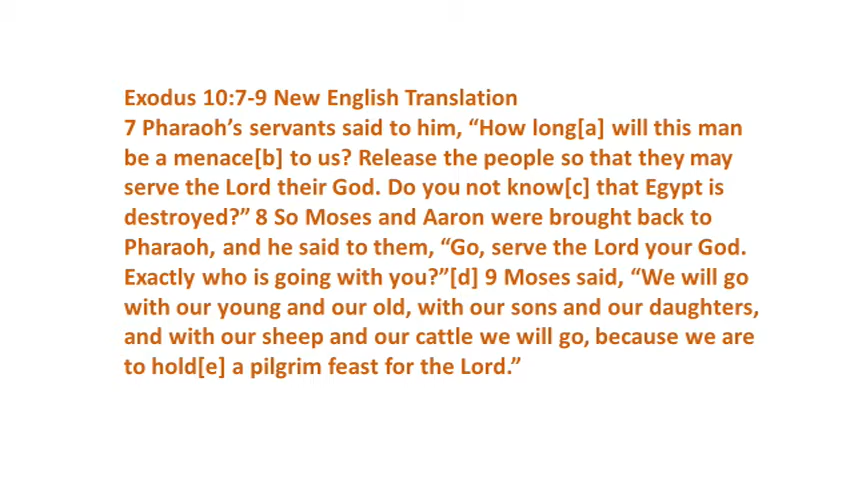 Exodus 10:7-9 New English Translation
7 Pharaoh’s servants said to him, “How long[a] will this man
be a menace[b] to us? Release the people so that they may
serve the Lord their God. Do you not know[c] that Egypt is
destroyed?” 8 So Moses and Aaron were brought back to
Pharaoh, and he said to them, “Go, serve the Lord your God.
Exactly who is going with you?”[d] 9 Moses said, “We will go
with our young and our old, with our sons and our daughters,
and with our sheep and our cattle we will go, because we are
to hold[e] a pilgrim feast for the Lord.”